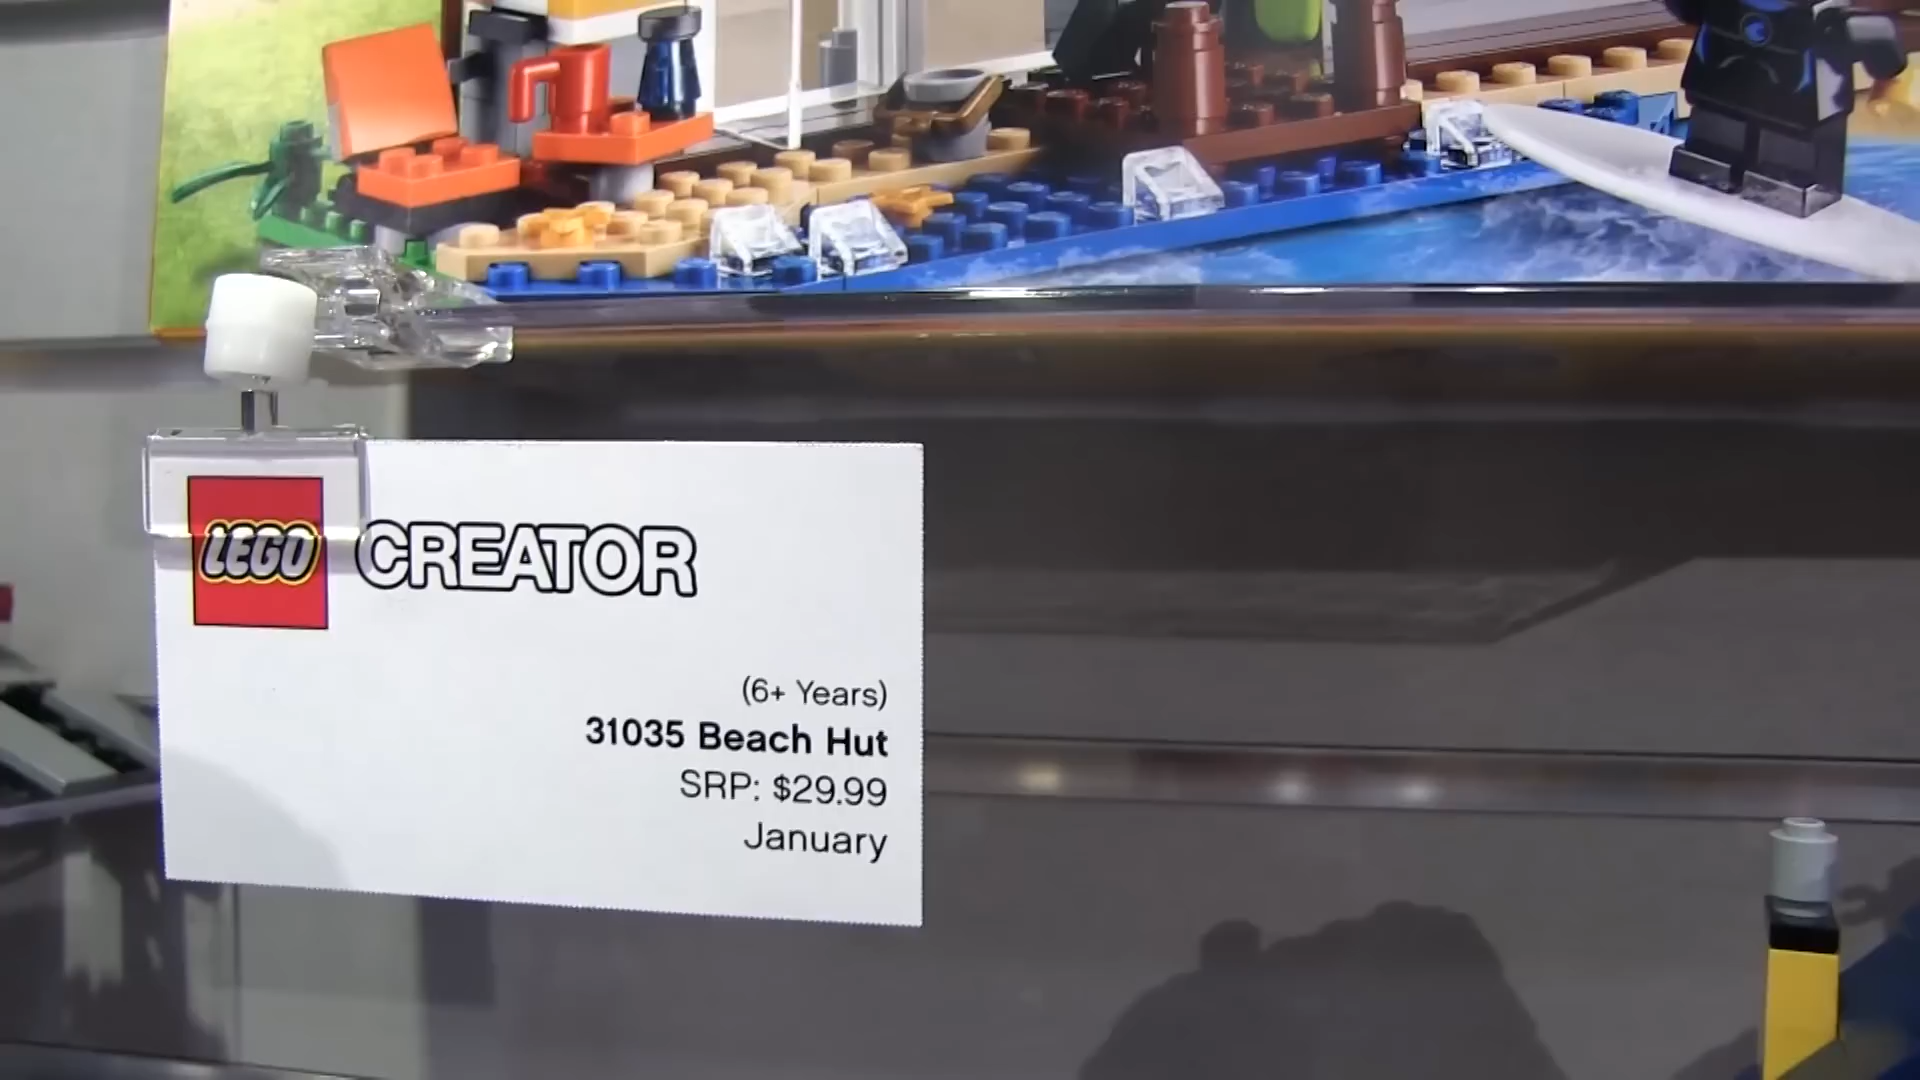 LEGO CREATOR
(6+ Years)
31035 Beach Hut
SRP: $29.99
January